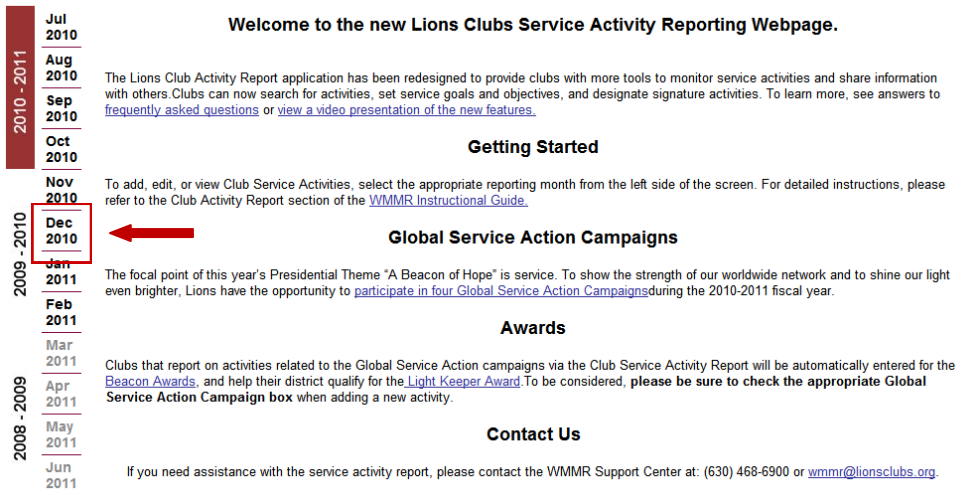 2010 - 2011
2009 - 2010
2008 - 2009
Jul
2010
Aug
2010
Sep
2010
Oct
2010
Nov
2010
Dec
2010
Jan
2011
Feb
2011
Mar
2011
Apr
2011
May
2011
Jun
2011
Welcome to the new Lions Clubs Service Activity Reporting Webpage.
The Lions Club Activity Report application has been redesigned to provide clubs with more tools to monitor service activities and share information
with others.Clubs can now search for activities, set service goals and objectives, and designate signature activities. To learn more, see answers to
frequently asked questions or view a video presentation of the new features.
Getting Started
To add, edit, or view Club Service Activities, select the appropriate reporting month from the left side of the screen. For detailed instructions, please
refer to the Club Activity Report section of the WMMR Instructional Guide.
Global Service Action Campaigns
The focal point of this year's Presidential Theme “A Beacon of Hope” is service. To show the strength of our worldwide network and to shine our light
even brighter, Lions have the opportunity to participate in four Global Service Action Campaignsduring the 2010-2011 fiscal year.
Awards
Clubs that report on activities related to the Global Service Action campaigns via the Club Service Activity Report will be automatically entered for the
Beacon Awards, and help their district qualify for the Light Keeper Award.To be considered, please be sure to check the appropriate Global
Service Action Campaign box when adding a new activity.
Contact Us
If you need assistance with the service activity report, please contact the WMMR Support Center at: (630) 468-6900 or wmmr@lionsclubs.org.